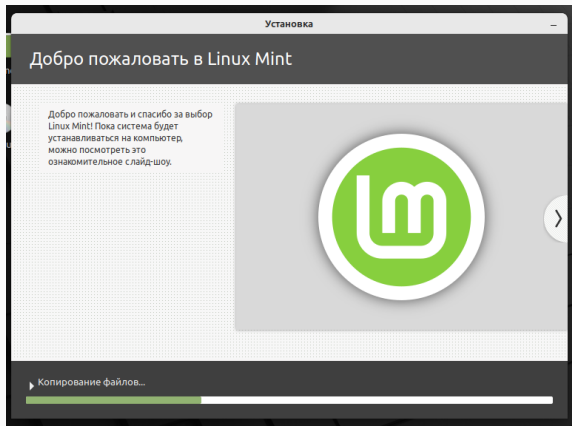 Установка
Добро пожаловать в Linux Mint
Добро пожаловать и спасибо за выбор
Linux Mint! Пока система будет
устанавливаться на компьютер,
можно посмотреть это
ознакомительное слайд-шоу.
Копирование файлов...